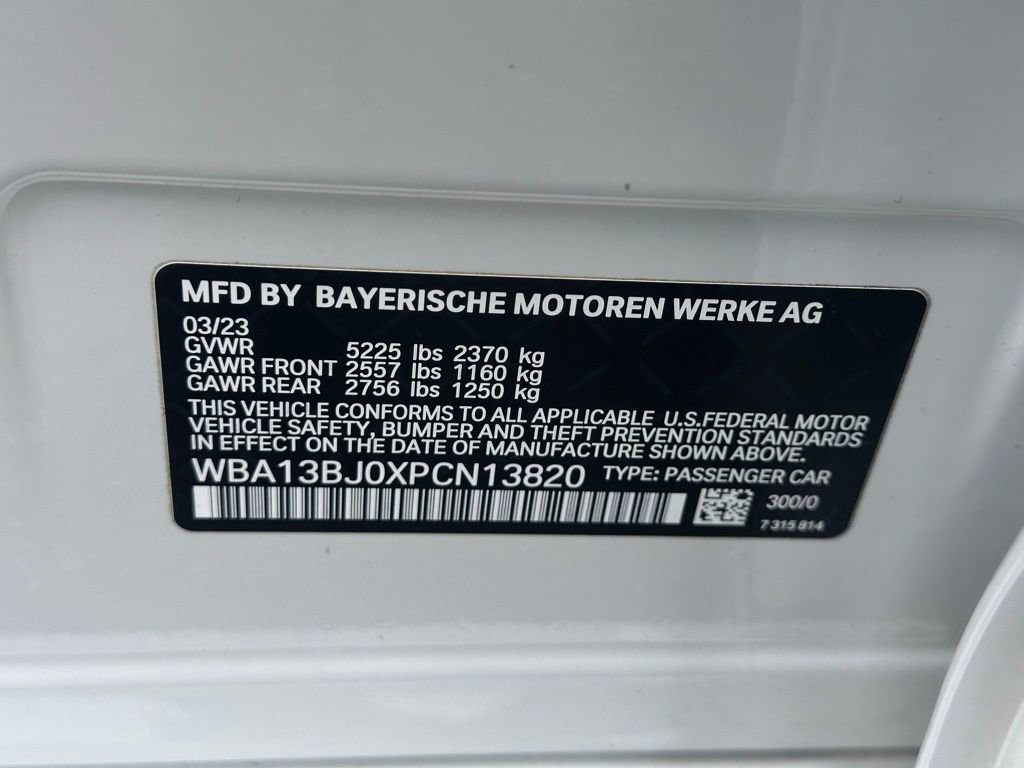 MFD BY BAYERISCHE MOTOREN WERKE AG
03/23
GVWR 5225 lbs 2370 kg
GAWR FRONT 2557 lbs 1160 kg
GAWR REAR 2756 lbs 1250 kg
THIS VEHICLE CONFORMS TO ALL APPLICABLE U.S.FEDERAL MOTOR
VEHICLE SAFETY, BUMPER AND THEFT PREVENTION STANDARDS
IN EFFECT ON THE DATE OF MANUFACTURE SHOWN ABOVE.
WBA13BJ0XPCN13820 TYPE: PASSENGER CAR
300/0
7 315 814